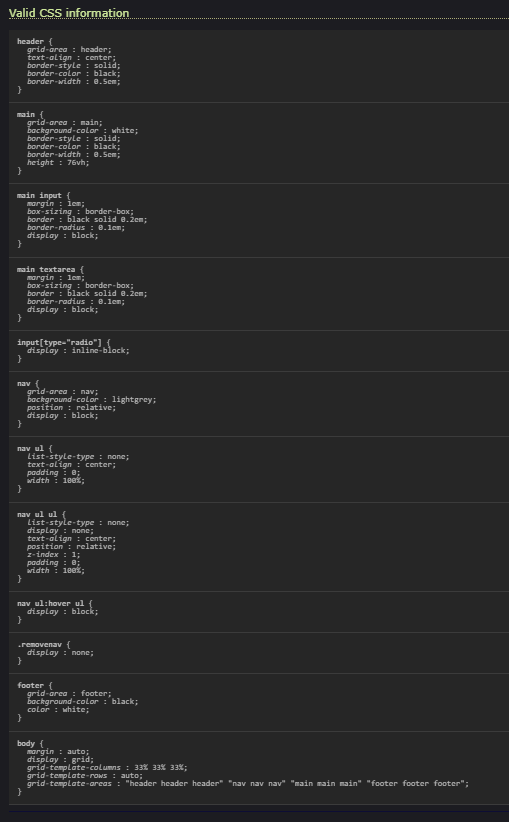 Valid CSS information
header {
grid-area : header;
text-align : center;
border-style : solid;
border-color : black;
border-width : 0.5em;
}
main {
grid-area : main;
background-color : white;
border-style : solid;
border-color : black;
border-width : 0.5em;
height : 76vh;
}
main input {
margin : 1em;
box-sizing : border-box;
border : black solid 0.2em;
border-radius : 0.1em;
display : block;
}
main textarea {
margin : 1em;
box-sizing : border-box;
border : black solid 0.2em;
border-radius : 0.1em;
display : block;
}
input[type="radio"] {
display : inline-block;
}
nav {
grid-area : nav;
background-color : lightgrey;
position : relative;
display : block;
}
nav ul {
list-style-type : none;
text-align : center;
padding : 0;
width : 100%;
}
nav ul ul {
list-style-type : none;
display : none;
text-align : center;
position : relative;
z-index : 1;
padding : 0;
width : 100%;
}
nav ul:hover ul {
display : block;
}
.removenav {
display : none;
}
footer {
grid-area : footer;
background-color : black;
color : white;
}
body {
margin : auto;
display : grid;
grid-template-columns : 33% 33% 33%;
grid-template-rows : auto;
grid-template-areas : "header header header" "nav nav nav" "main main main" "footer footer footer";
}